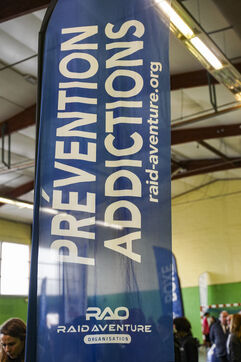 PRÉVENTION
ADDICTIONS
raid-aventure.org
RAO
RAID AVENTURE
ORGANISATION